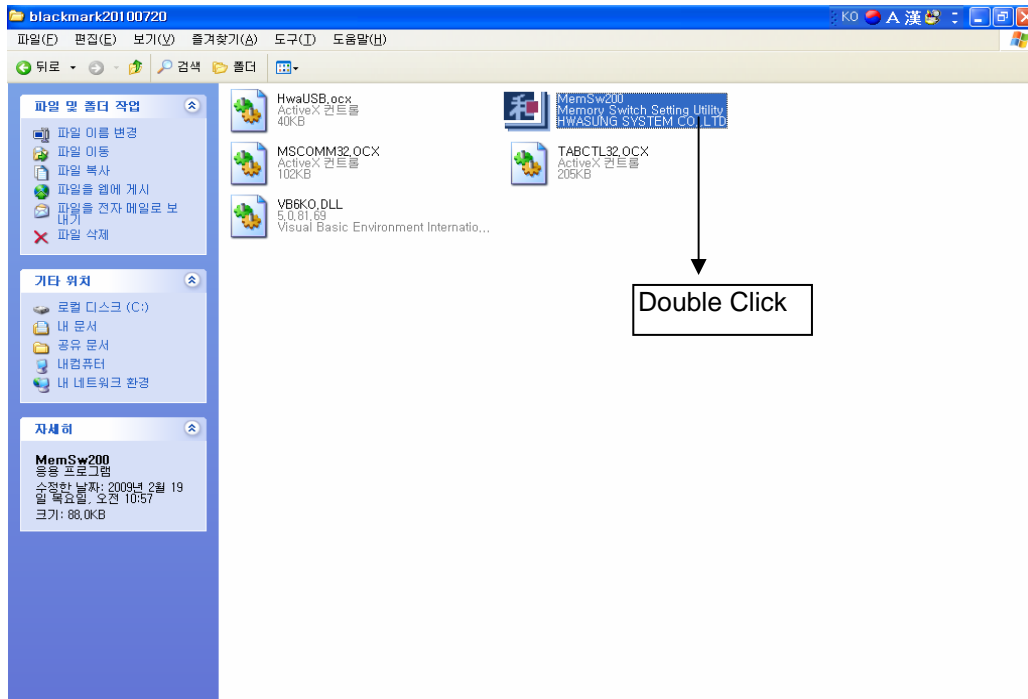 blackmark20100720
KO A 漢
파일(F) 편집(E) 보기(V) 즐겨찾기(A) 도구(T) 도움말(H)
뒤로 검색 폴더
파일 및 폴더 작업
파일 이름 변경
파일 이동
파일 복사
파일을 웹에 게시
파일을 전자 메일로 보
내기
파일 삭제
기타 위치
로컬 디스크 (C:)
내 문서
공유 문서
내컴퓨터
내 네트워크 환경
자세히
MemSw200
응용 프로그램
수정한 날짜: 2009년 2월 19
일 목요일, 오전 10:57
크기: 88,0KB
HwaUSB,ocx
ActiveX 컨트롤
40KB
和
MemSw200
Memory Switch Setting Utility
HWASUNG SYSTEM CO,,LTD
MSCOMM32,OCX
ActiveX 컨트롤
102KB
TABCTL32,OCX
ActiveX 컨트롤
205KB
VB6KO,DLL
5,0,81,69
Visual Basic Environment Internatio,,,
Double Click